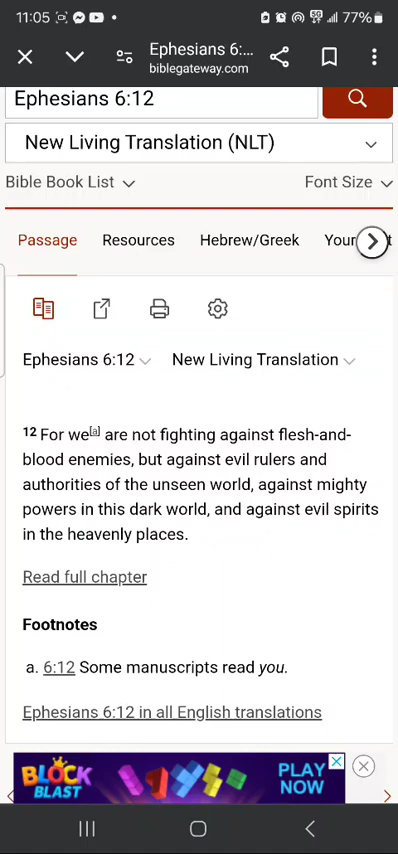 11:05 77%
Ephesians 6:...
biblegateway.com
Ephesians 6:12
New Living Translation (NLT)
Bible Book List Font Size
Passage Resources Hebrew/Greek Your
Ephesians 6:12 New Living Translation
12 For we[a] are not fighting against flesh-and-
blood enemies, but against evil rulers and
authorities of the unseen world, against mighty
powers in this dark world, and against evil spirits
in the heavenly places.
Read full chapter
Footnotes
a. 6:12 Some manuscripts read you.
Ephesians 6:12 in all English translations
BLOCK
BLAST
PLAY
NOW